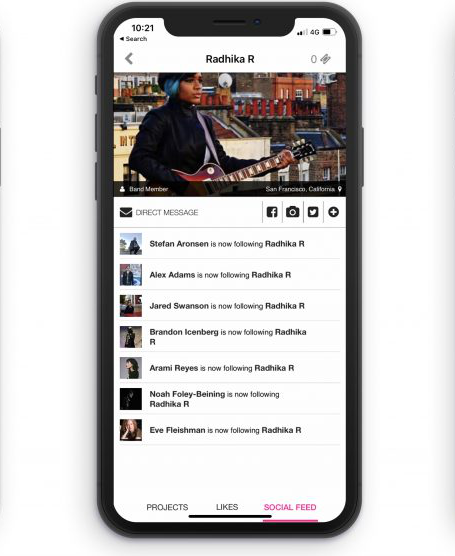 10:21
4G
◀ Search
Radhika R
0
Band Member
San Francisco, California
DIRECT MESSAGE
Stefan Aronsen is now following Radhika R
Alex Adams is now following Radhika R
Jared Swanson is now following Radhika R
Brandon Icenberg is now following Radhika
R
Arami Reyes is now following Radhika R
Noah Foley-Beining is now following
Radhika R
Eve Fleishman is now following Radhika R
PROJECTS
LIKES
SOCIAL FEED